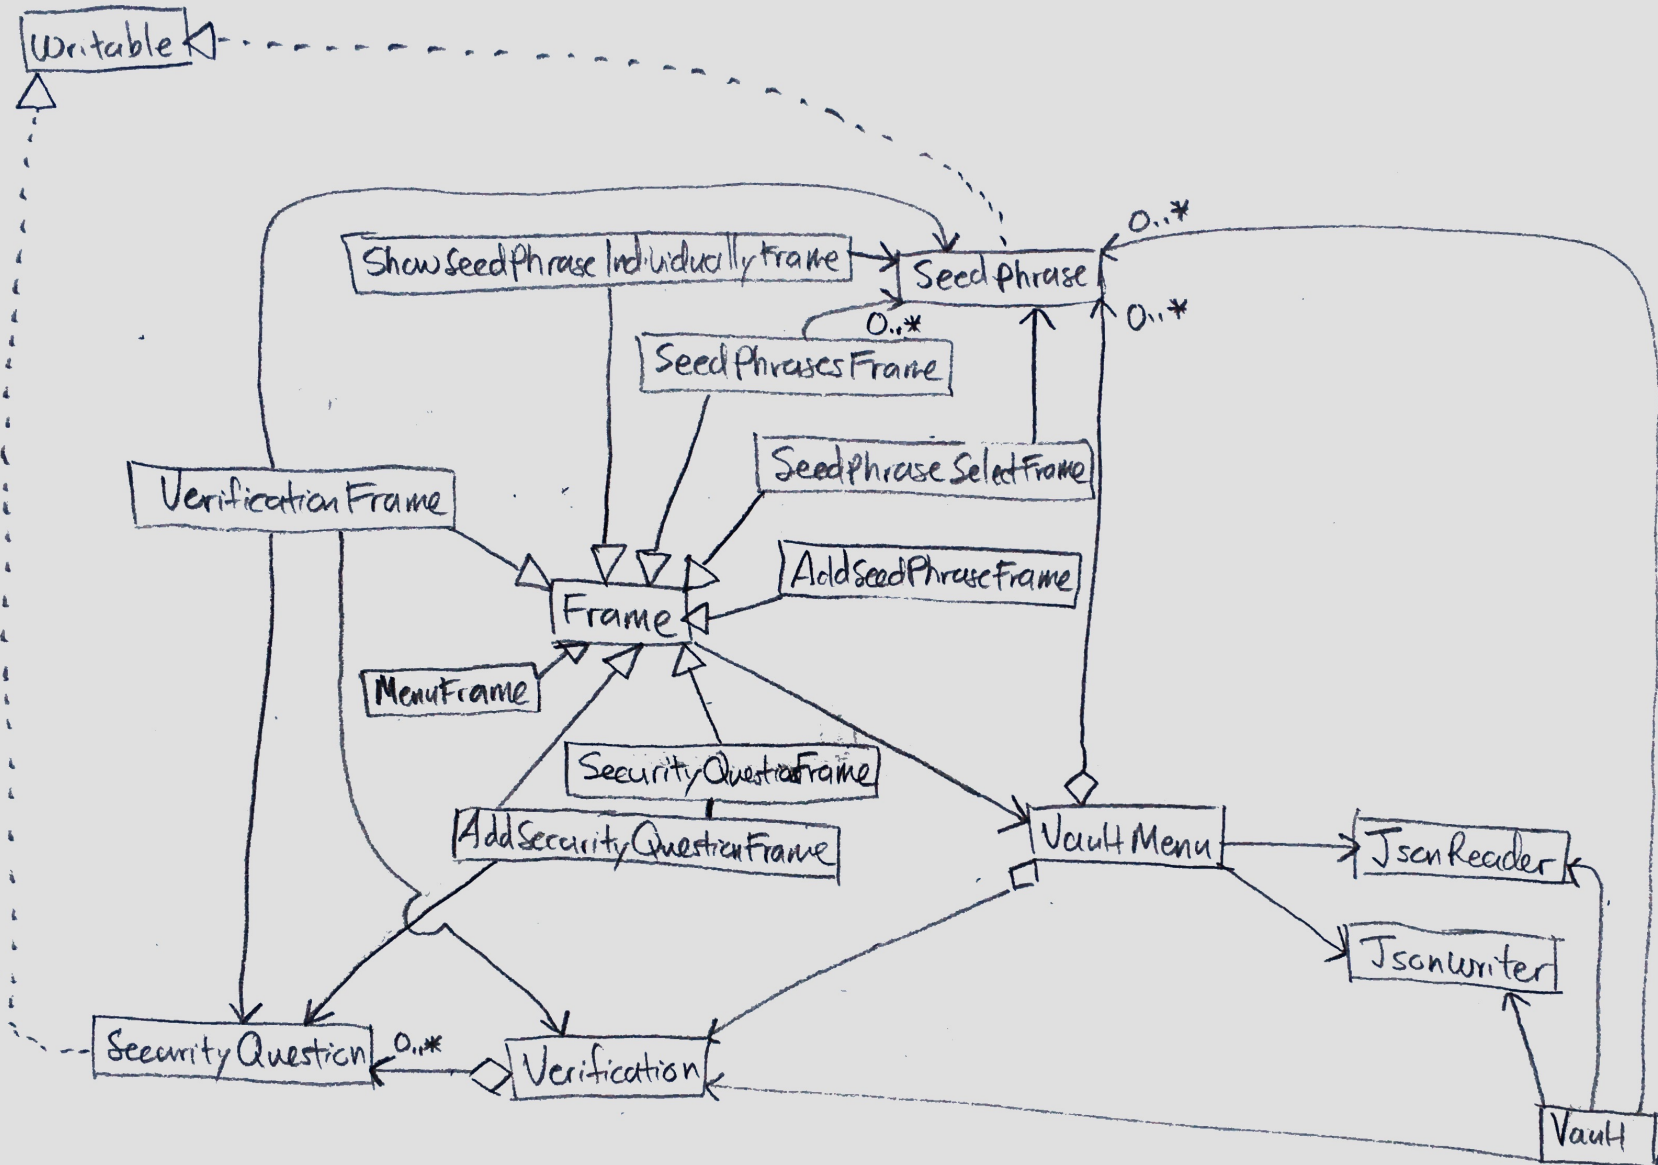 Writable
0..*
ShowSeedPhraseIndividuallyFrame
SeedPhrase
0..*
0..*
SeedPhrasesFrame
SeedPhraseSelectFrame
VerificationFrame
AddSeedPhraseFrame
Frame
MenuFrame
SecurityQuestionFrame
AddSecurityQuestionFrame
VaultMenu
JsonReader
JsonWriter
SecurityQuestion
0..*
Verification
Vault